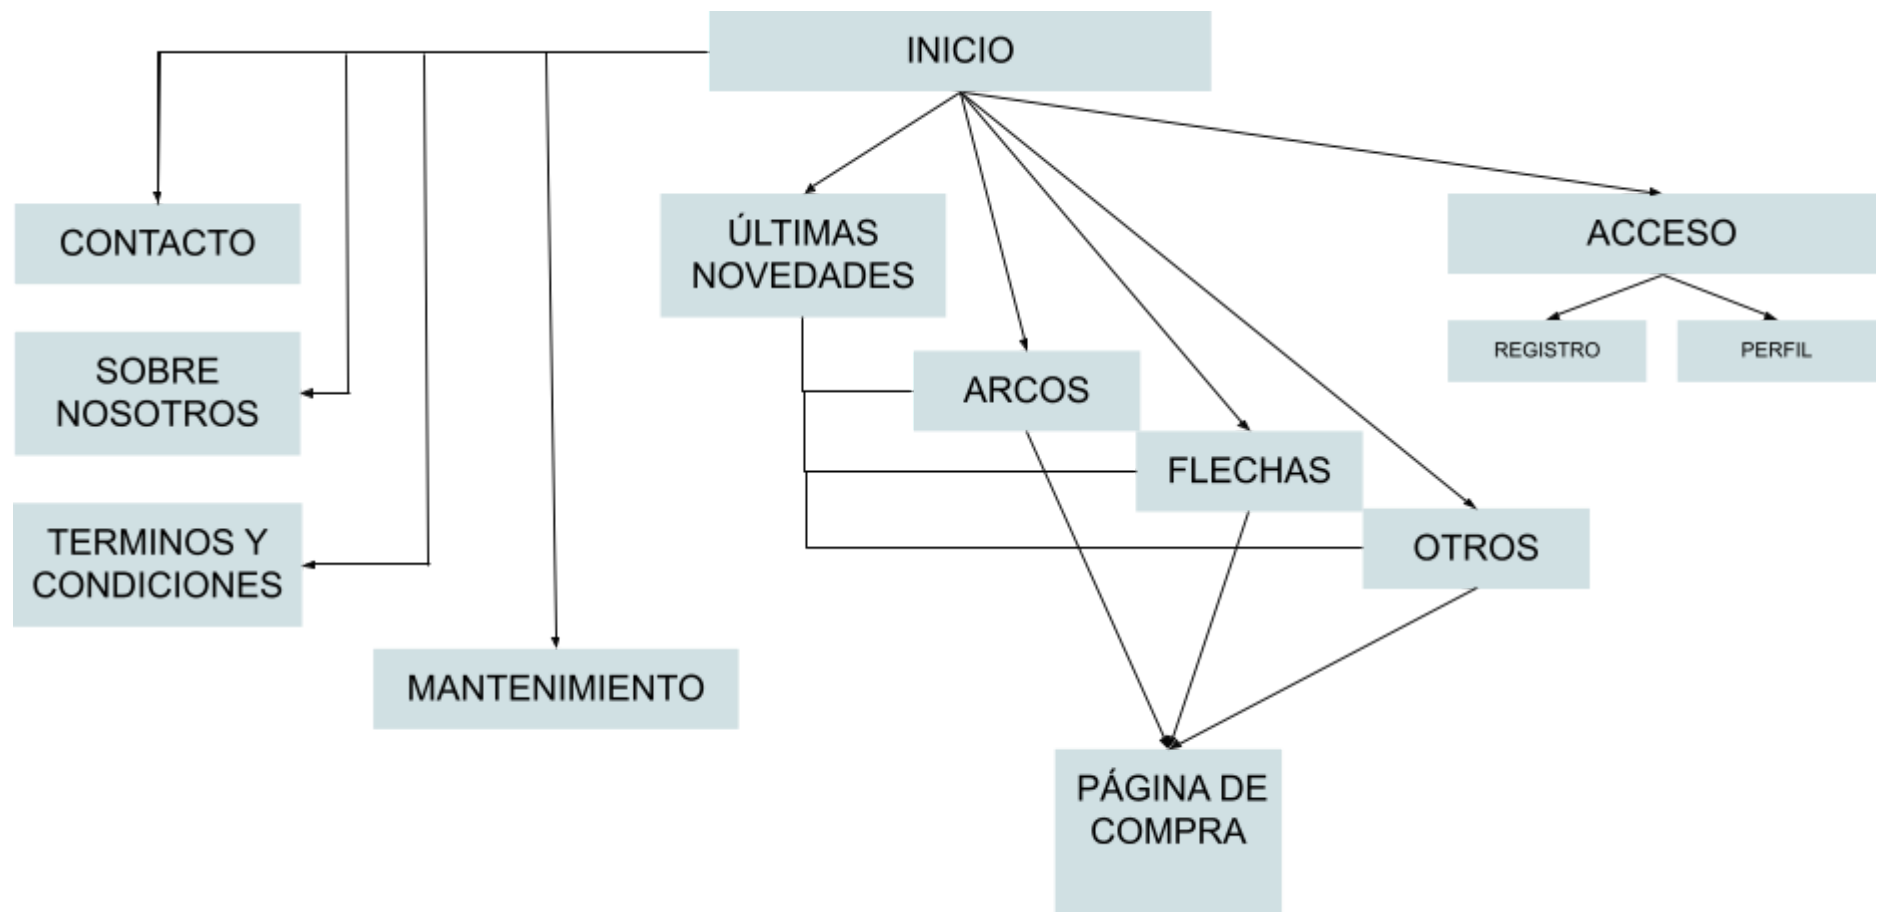 INICIO
CONTACTO
SOBRE
NOSOTROS
TERMINOS Y
CONDICIONES
MANTENIMIENTO
ÚLTIMAS
NOVEDADES
ARCOS
FLECHAS
OTROS
PÁGINA DE
COMPRA
ACCESO
REGISTRO
PERFIL